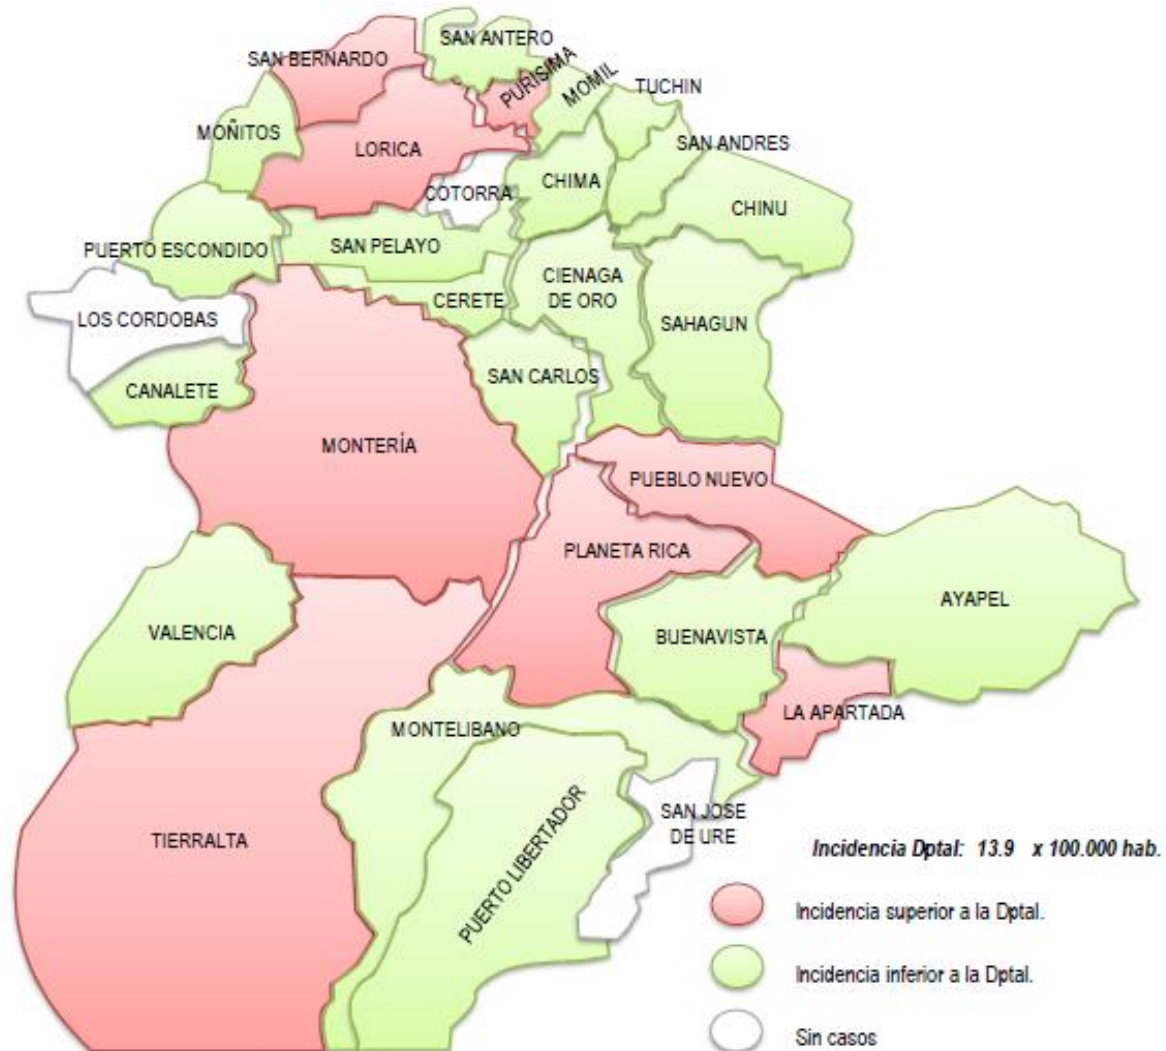 SAN ANTERO
SAN BERNARDO
PURISIMA
MOMIL
TUCHIN
MOÑITOS
LORICA
SAN ANDRES
COTORRA
CHIMA
CHINU
PUERTO ESCONDIDO
SAN PELAYO
CIENAGA
DE ORO
CERETE
LOS CORDOBAS
SAHAGUN
CANALETE
SAN CARLOS
MONTERÍA
PUEBLO NUEVO
PLANETA RICA
AYAPEL
VALENCIA
BUENAVISTA
LA APARTADA
MONTELIBANO
SAN JOSE
DE URE
TIERRALTA
PUERTO LIBERTADOR
Incidencia Dptal: 13.9 x 100.000 hab.
Incidencia superior a la Dptal.
Incidencia inferior a la Dptal.
Sin casos